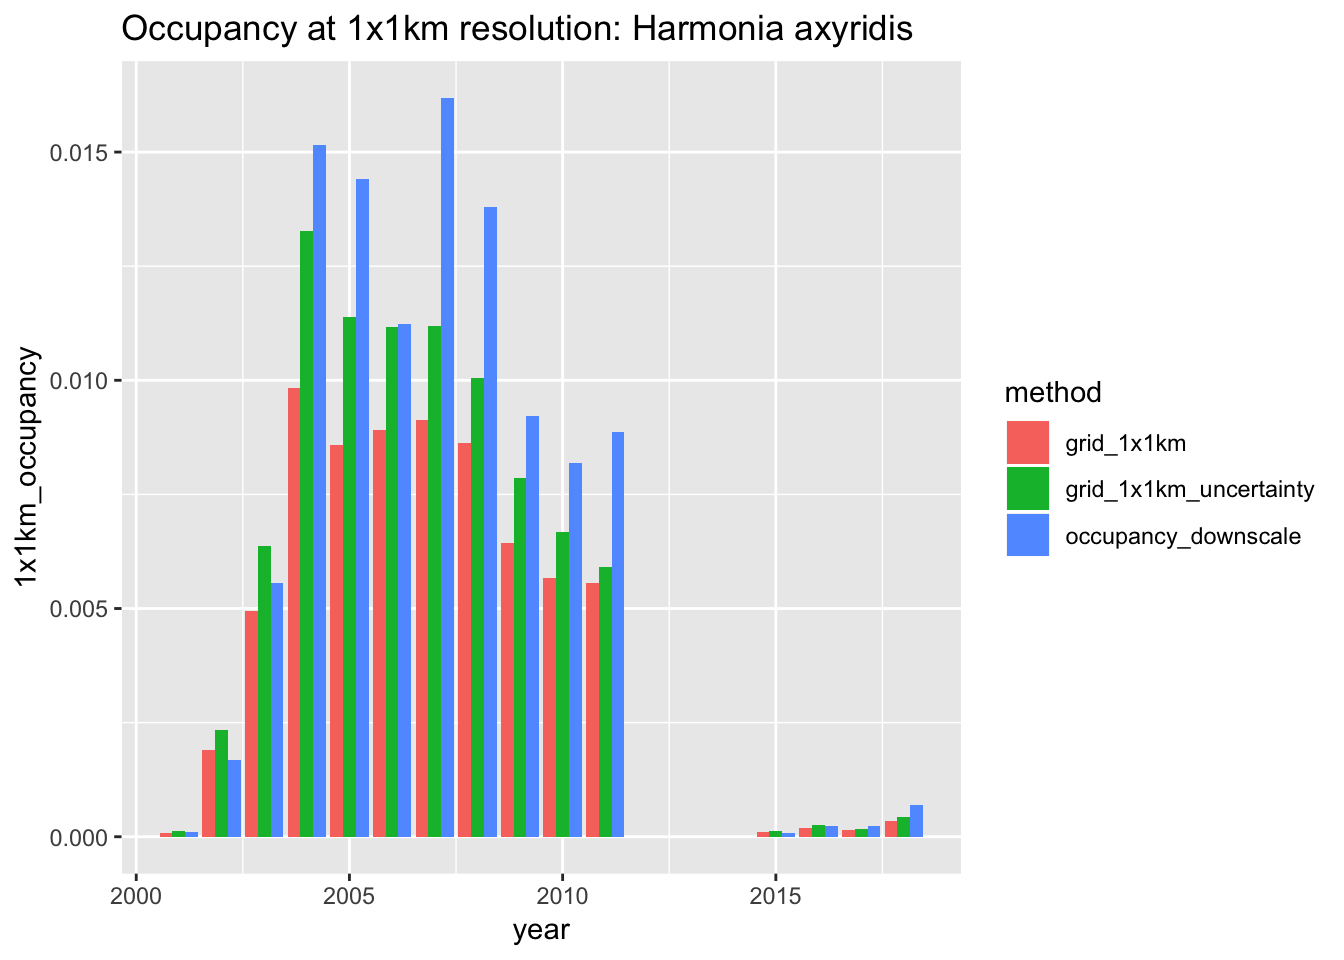 Occupancy at 1x1km resolution: Harmonia axyridis
0.015
0.010
0.005
0.000
1x1km_occupancy
2000
2005
2010
2015
year
method
grid_1x1km
grid_1x1km_uncertainty
occupancy_downscale